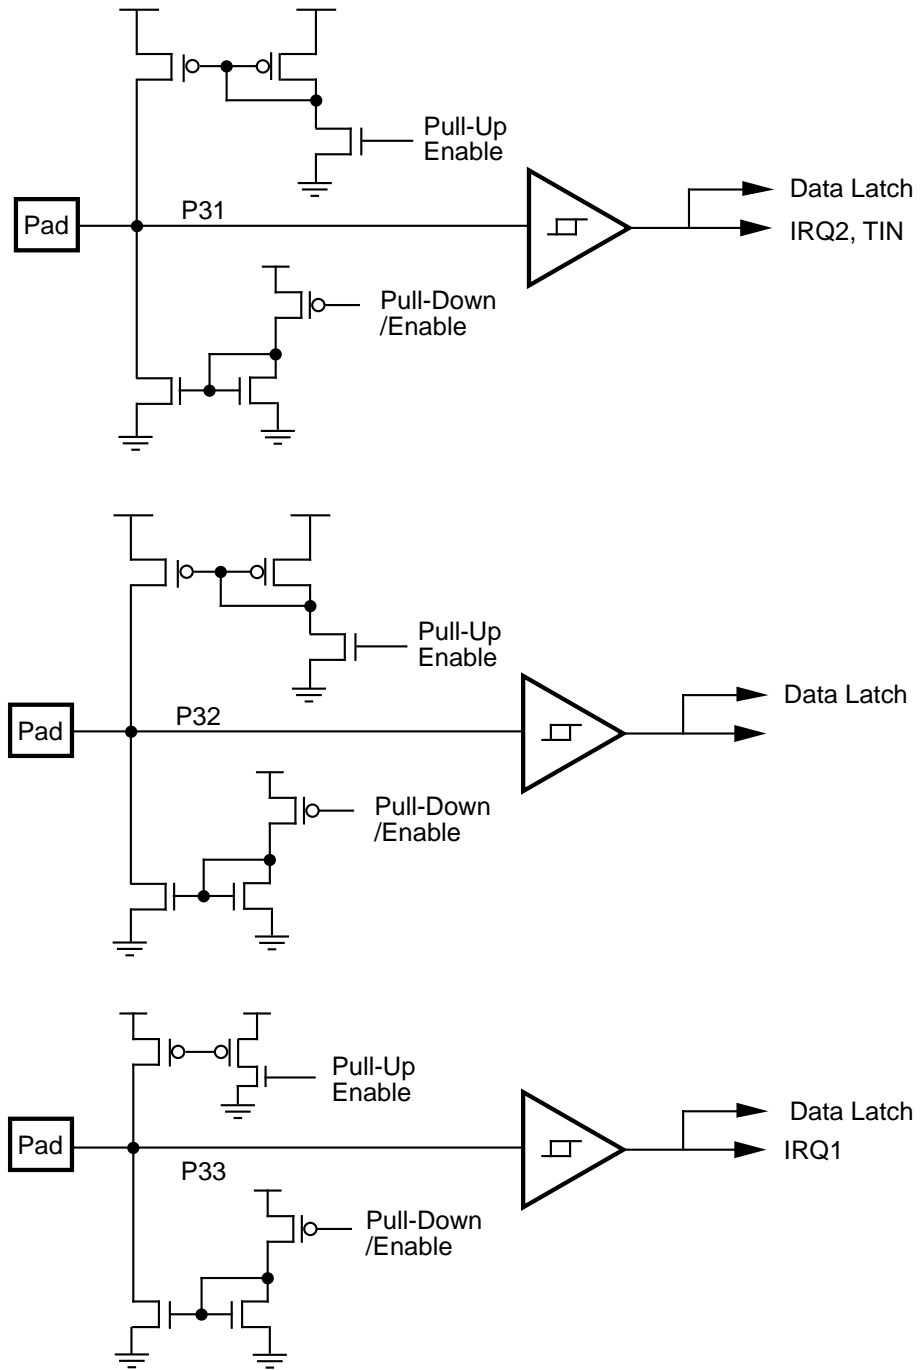 Pull-Up
Enable
Data Latch
Pad
P31
IRQ2, TIN
Pull-Down
/Enable
Pull-Up
Enable
Data Latch
Pad
P32
Pull-Down
/Enable
Pull-Up
Enable
Data Latch
Pad
IRQ1
P33
Pull-Down
/Enable